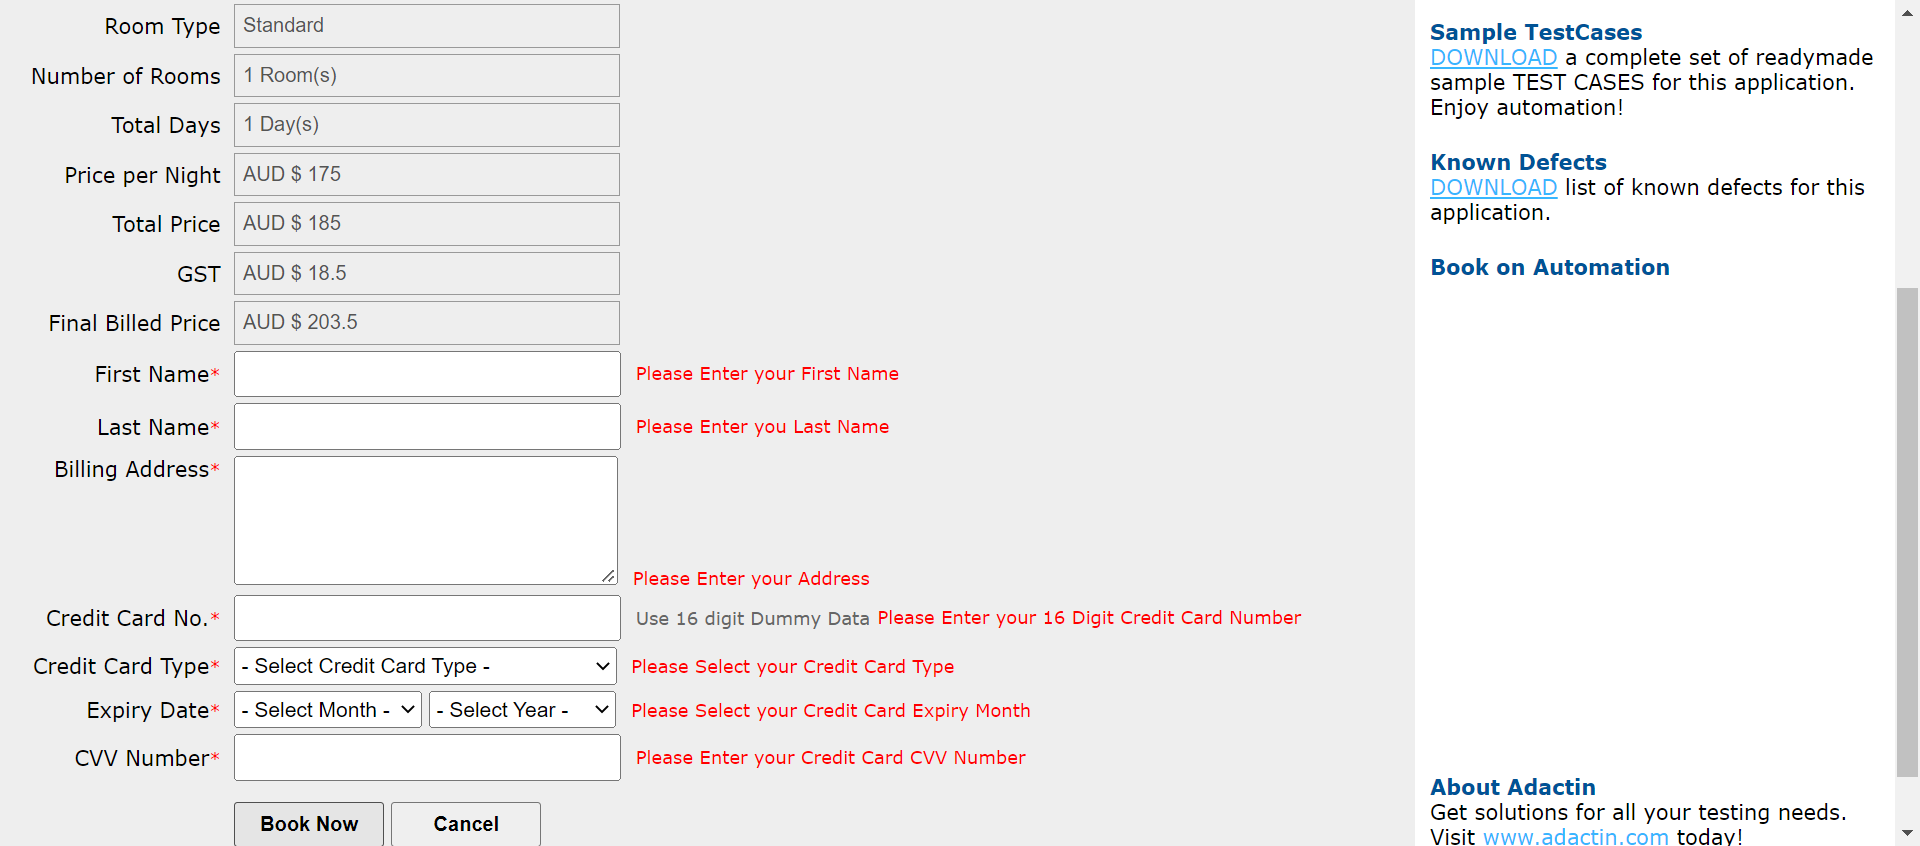 Room Type Standard
Number of Rooms 1 Room(s)
Total Days 1 Day(s)
Price per Night AUD $ 175
Total Price AUD $ 185
GST AUD $ 18.5
Final Billed Price AUD $ 203.5
First Name* Please Enter your First Name
Last Name* Please Enter you Last Name
Billing Address*
Please Enter your Address
Credit Card No.* Use 16 digit Dummy Data Please Enter your 16 Digit Credit Card Number
Credit Card Type* - Select Credit Card Type - Please Select your Credit Card Type
Expiry Date* - Select Month - - Select Year - Please Select your Credit Card Expiry Month
CVV Number* Please Enter your Credit Card CVV Number
Book Now Cancel
Sample TestCases
DOWNLOAD a complete set of readymade
sample TEST CASES for this application.
Enjoy automation!
Known Defects
DOWNLOAD list of known defects for this
application.
Book on Automation
About Adactin
Get solutions for all your testing needs.
Visit www.adactin.com today!